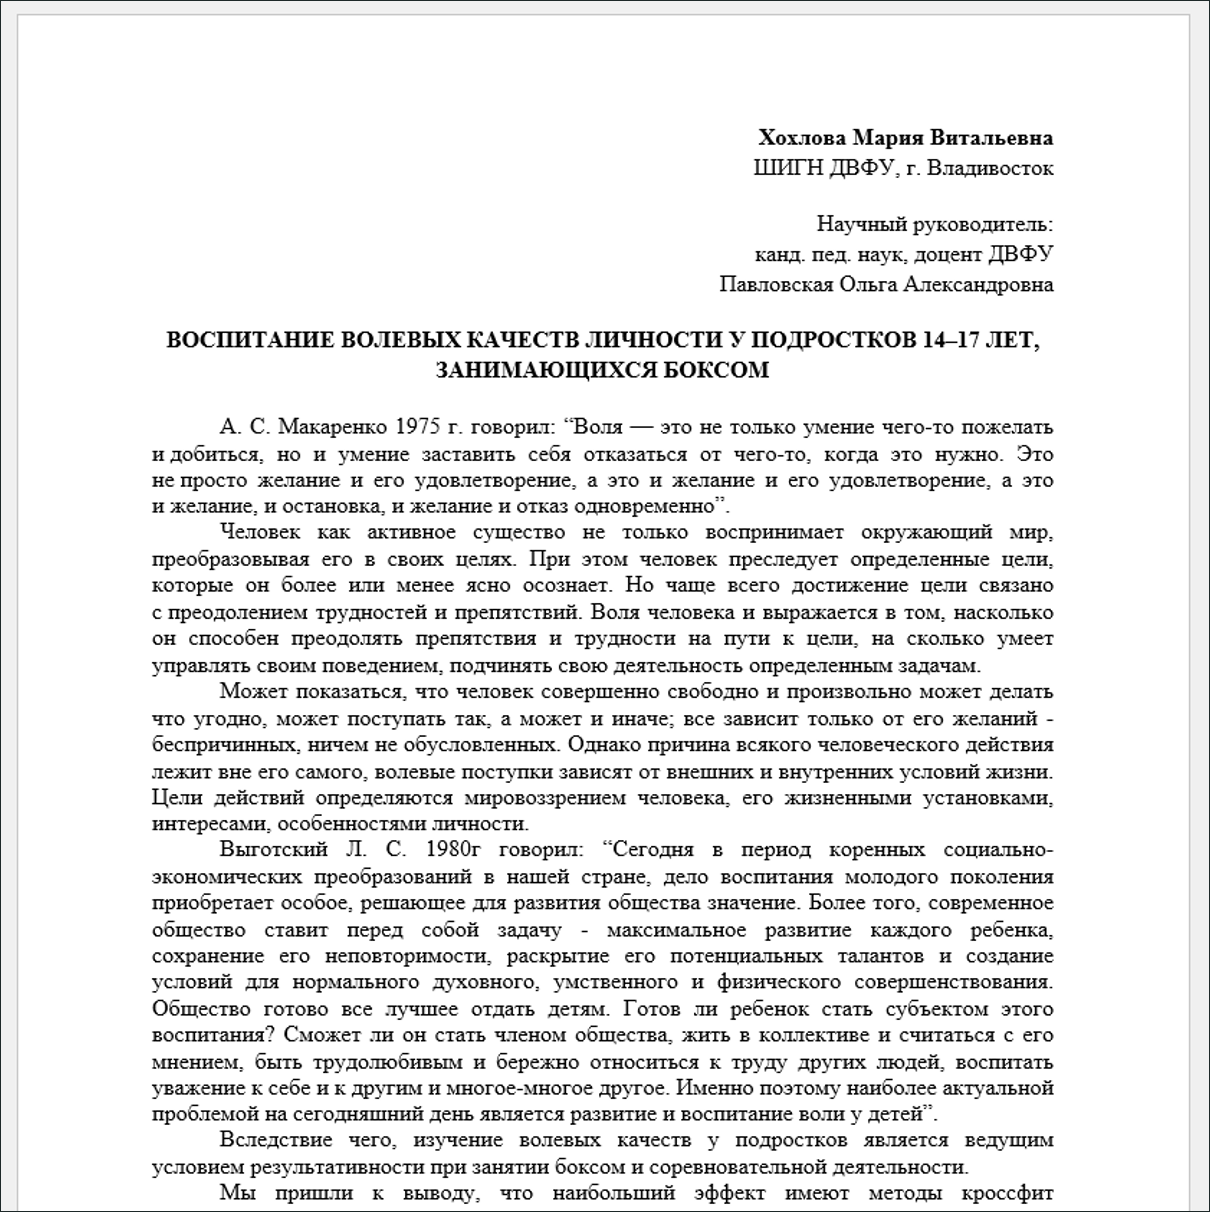 Хохлова Мария Витальевна
ШИГН ДВФУ, г. Владивосток
Научный руководитель:
канд. пед. наук, доцент ДВФУ
Павловская Ольга Александровна
ВОСПИТАНИЕ ВОЛЕВЫХ КАЧЕСТВ ЛИЧНОСТИ У ПОДРОСТКОВ 14–17 ЛЕТ,
ЗАНИМАЮЩИХСЯ БОКСОМ
А. С. Макаренко 1975 г. говорил: “Воля — это не только умение чего-то пожелать
и добиться, но и умение заставить себя отказаться от чего-то, когда это нужно. Это
не просто желание и его удовлетворение, а это и желание и его удовлетворение, а это
и желание, и остановка, и желание и отказ одновременно”.
Человек как активное существо не только воспринимает окружающий мир,
преобразовывая его в своих целях. При этом человек преследует определенные цели,
которые он более или менее ясно осознает. Но чаще всего достижение цели связано
с преодолением трудностей и препятствий. Воля человека и выражается в том, насколько
он способен преодолять препятствия и трудности на пути к цели, на сколько умеет
управлять своим поведением, подчинять свою деятельность определенным задачам.
Может показаться, что человек совершенно свободно и произвольно может делать
что угодно, может поступать так, а может и иначе; все зависит только от его желаний -
беспричинных, ничем не обусловленных. Однако причина всякого человеческого действия
лежит вне его самого, волевые поступки зависят от внешних и внутренних условий жизни.
Цели действий определяются мировоззрением человека, его жизненными установками,
интересами, особенностями личности.
Выготский Л. С. 1980г говорил: “Сегодня в период коренных социально-
экономических преобразований в нашей стране, дело воспитания молодого поколения
приобретает особое, решающее для развития общества значение. Более того, современное
общество ставит перед собой задачу - максимальное развитие каждого ребенка,
сохранение его неповторимости, раскрытие его потенциальных талантов и создание
условий для нормального духовного, умственного и физического совершенствования.
Общество готово все лучшее отдать детям. Готов ли ребенок стать субъектом этого
воспитания? Сможет ли он стать членом общества, жить в коллективе и считаться с его
мнением, быть трудолюбивым и бережно относиться к труду других людей, воспитать
уважение к себе и к другим и многое-многое другое. Именно поэтому наиболее актуальной
проблемой на сегодняшний день является развитие и воспитание воли у детей”.
Вследствие чего, изучение волевых качеств у подростков является ведущим
условием результативности при занятии боксом и соревновательной деятельности.
Мы пришли к выводу, что наибольший эффект имеют методы кроссфит